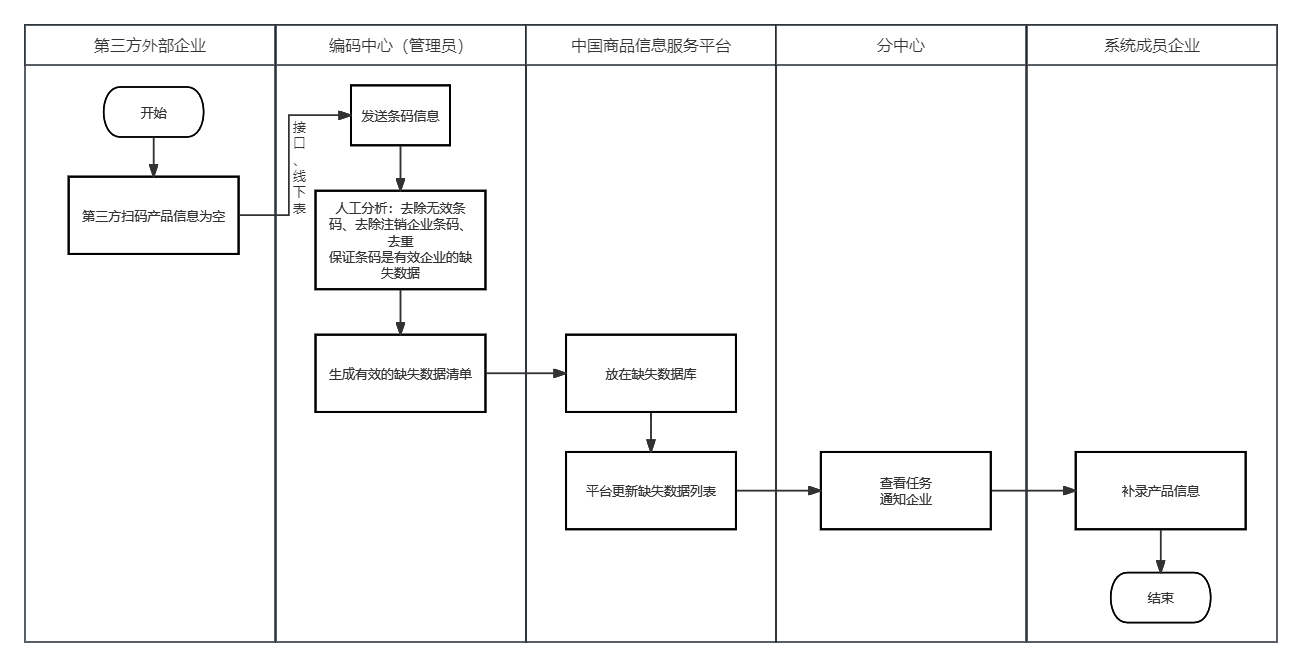 第三方外部企业
编码中心（管理员）
中国商品信息服务平台
分中心
系统成员企业
开始
第三方扫码产品信息为空
接口、线下表
发送条码信息
人工分析：去除无效条
码、去除注销企业条码、
去重
保证条码是有效企业的缺
失数据
生成有效的缺失数据清单
放在缺失数据库
平台更新缺失数据列表
查看任务
通知企业
补录产品信息
结束